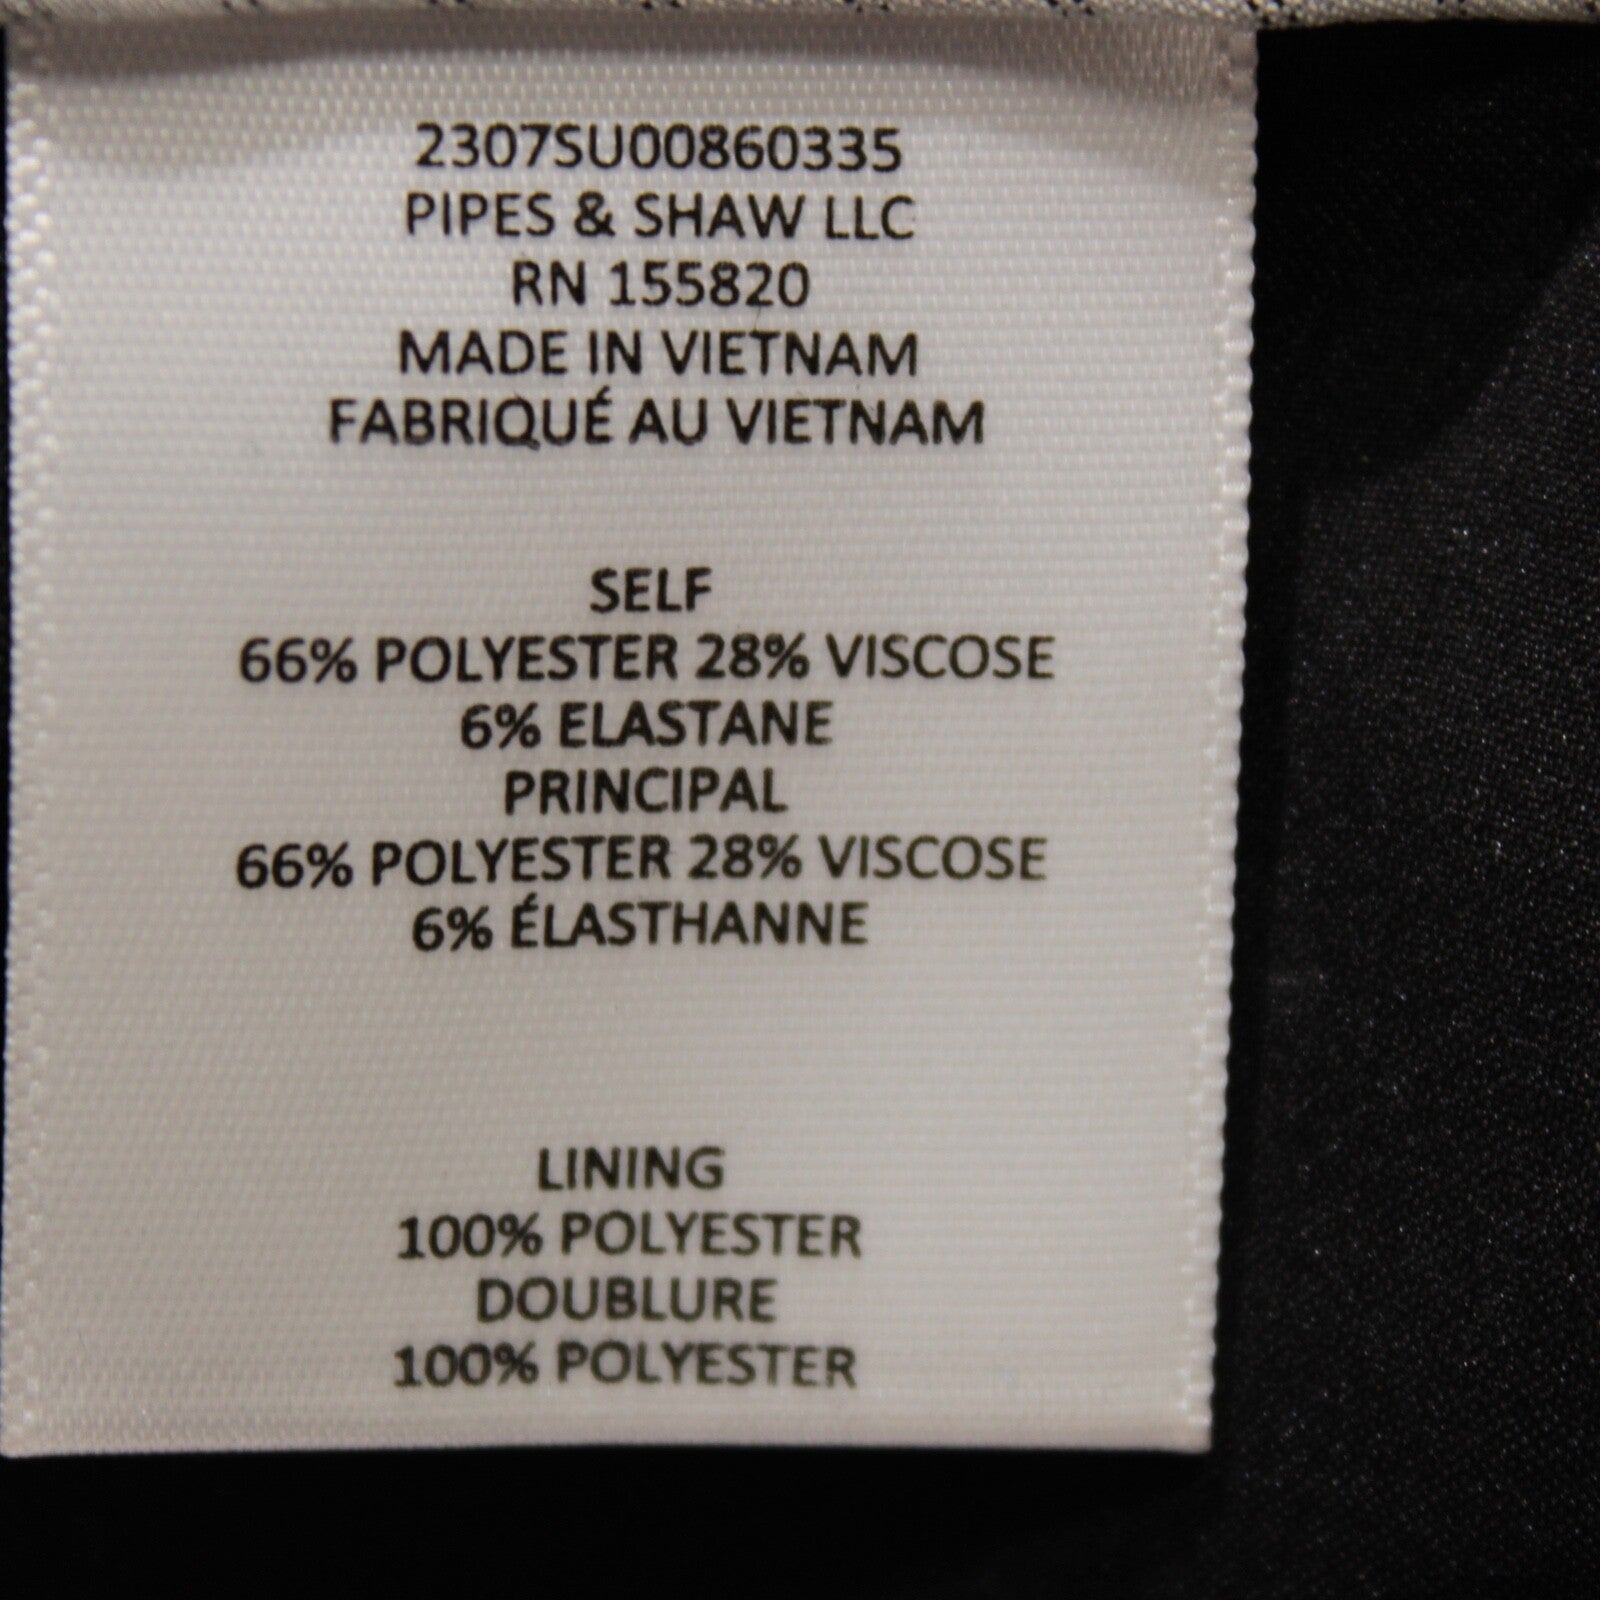 2307SU00860335
PIPES & SHAW LLC
RN 155820
MADE IN VIETNAM
FABRIQUÉ AU VIETNAM
SELF
66% POLYESTER 28% VISCOSE
6% ELASTANE
PRINCIPAL
66% POLYESTER 28% VISCOSE
6% ÉLASTHANNE
LINING
100% POLYESTER
DOUBLURE
100% POLYESTER